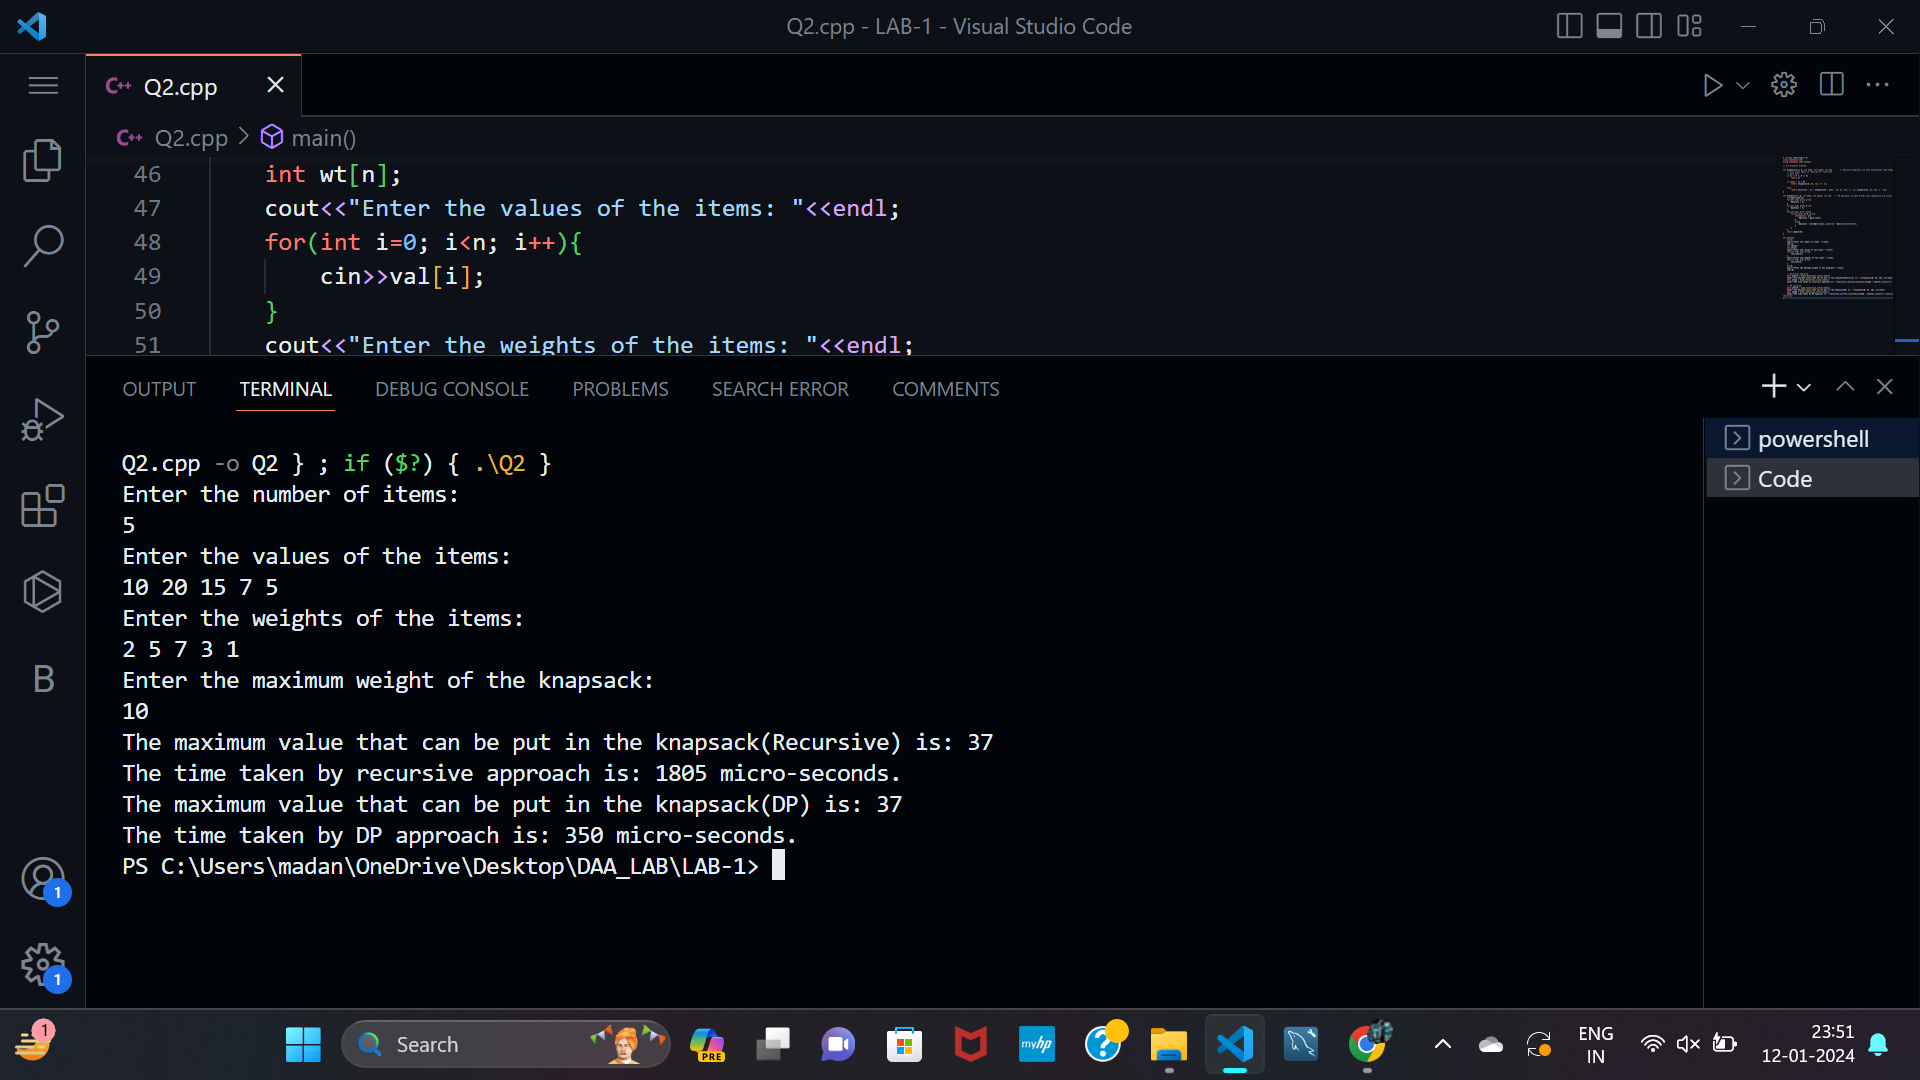 Q2.cpp - LAB-1 - Visual Studio Code
C++ Q2.cpp
C++ Q2.cpp > main()
46 int wt[n];
47 cout<<"Enter the values of the items: "<<endl;
48 for(int i=0; i<n; i++){
49 cin>>val[i];
50 }
51 cout<<"Enter the weights of the items: "<<endl;
OUTPUT TERMINAL DEBUG CONSOLE PROBLEMS SEARCH ERROR COMMENTS
powershell
Code
Q2.cpp -o Q2 } ; if ($?) { .\Q2 }
Enter the number of items:
5
Enter the values of the items:
10 20 15 7 5
Enter the weights of the items:
2 5 7 3 1
Enter the maximum weight of the knapsack:
10
The maximum value that can be put in the knapsack(Recursive) is: 37
The time taken by recursive approach is: 1805 micro-seconds.
The maximum value that can be put in the knapsack(DP) is: 37
The time taken by DP approach is: 350 micro-seconds.
PS C:\Users\madan\OneDrive\Desktop\DAA_LAB\LAB-1>
B
1
1
1
Search
PRE
myhp
?
ENG
IN
23:51
12-01-2024